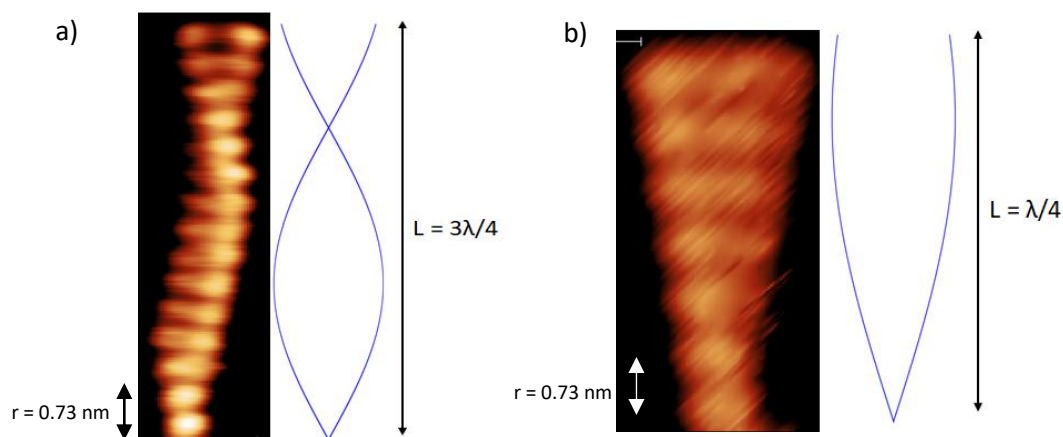 a)
b)
L = 3λ/4
L = λ/4
r = 0.73 nm
r = 0.73 nm